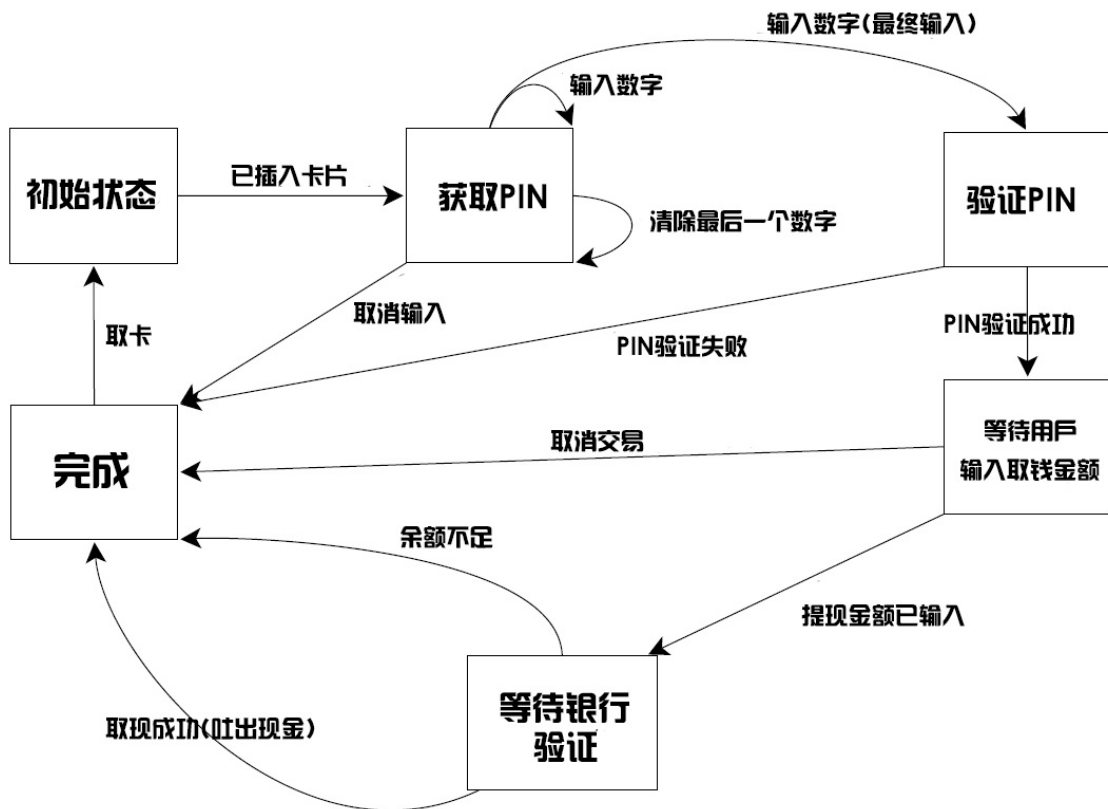 输入数字(最终输入)
输入数字
初始状态
已插入卡片
获取PIN
验证PIN
清除最后一个数字
取消输入
取卡
PIN验证失败
PIN验证成功
完成
取消交易
等待用户
输入取钱金额
余额不足
提现金额已输入
等待银行
验证
取现成功(吐出现金)